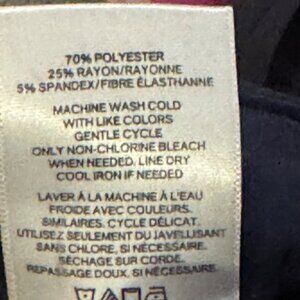 70% POLYESTER
25% RAYON/RAYONNE
5% SPANDEX/FIBRE ÉLASTHANNE
MACHINE WASH COLD
WITH LIKE COLORS
GENTLE CYCLE
ONLY NON-CHLORINE BLEACH
WHEN NEEDED. LINE DRY
COOL IRON IF NEEDED
LAVER À LA MACHINE À L'EAU
FROIDE AVEC COULEURS
SIMILAIRES. CYCLE DÉLICAT.
UTILISEZ SEULEMENT DU JAVELLISANT
SANS CHLORE, SI NÉCESSAIRE.
SÉCHAGE SUR CORDE.
REPASSAGE DOUX, SI NÉCESSAIRE.